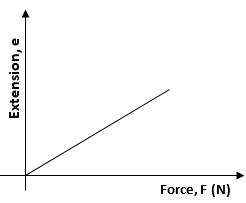 Extension, e
Force, F (N)